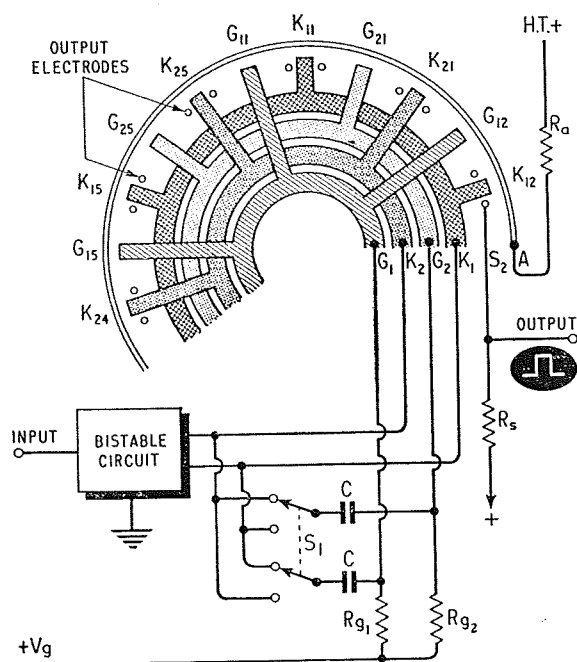 OUTPUT
ELECTRODES
G11
K11
G21
K25
K21
G25
G12
K15
K12
G15
K24
H.T.+
Ra
G1
K2
G2
K1
S2
A
OUTPUT
Rs
+
INPUT
BISTABLE
CIRCUIT
C
S1
C
Rg1
Rg2
+Vg